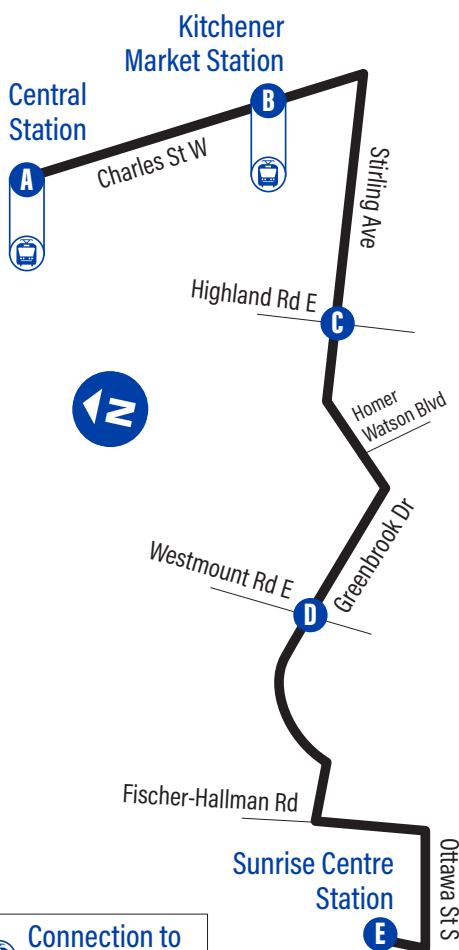 Kitchener
Market Station
Central
Station
B
A
Charles St W
Stirling Ave
Highland Rd E
C
N
Homer
Watson Blvd
Greenbrook Dr
Westmount Rd E
D
Fischer-Hallman Rd
Sunrise Centre
Station
Ottawa St S
E
Connection to